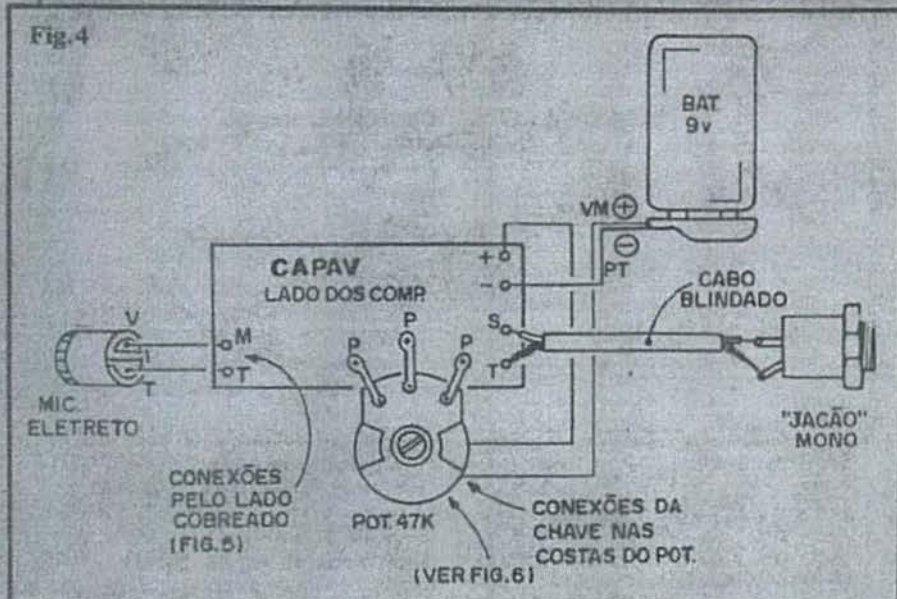 Fig.4
BAT.
9v
VM +
-
PT
CAPAV
LADO DOS COMP.
+
-
CABO
BLINDADO
P P P
S
T
V
M
T
T
MIC.
ELETRETO
"JACÃO"
MONO
CONEXÕES
PELO LADO
COBREADO
(FIG.5)
POT. 47K
CONEXÕES DA
CHAVE NAS
COSTAS DO POT.
(VER FIG.6)